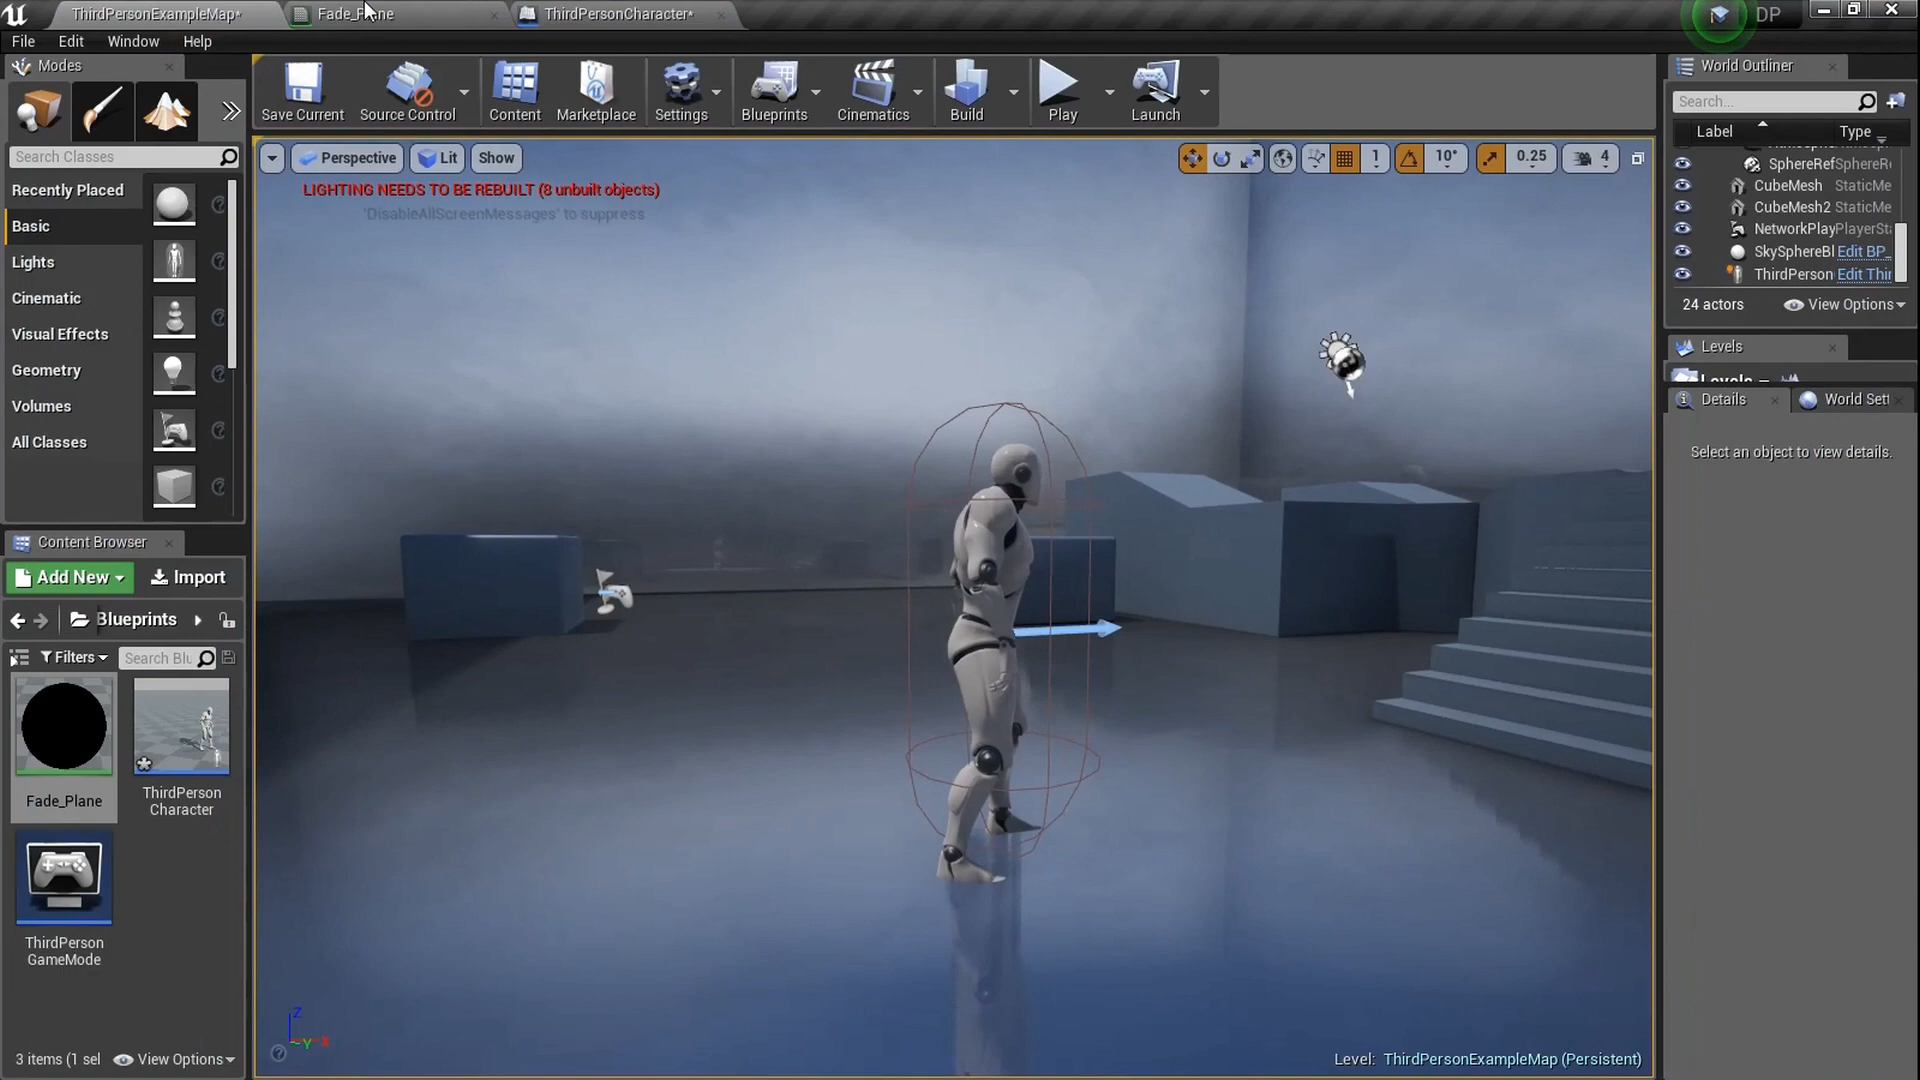 ThirdPersonExampleMap*
Fade_Plane
ThirdPersonCharacter*
DP
File
Edit
Window
Help
Modes
World Outliner
Save Current
Source Control
Content
Marketplace
Settings
Blueprints
Cinematics
Build
Play
Launch
Search...
Label
Type
Search Classes
Perspective
Lit
Show
1
10°
0.25
4
LIGHTING NEEDS TO BE REBUILT (8 unbuilt objects)
'DisableAllScreenMessages' to suppress
Recently Placed
Basic
Lights
Cinematic
Visual Effects
Geometry
Volumes
All Classes
SphereRef SphereRe
CubeMesh StaticMe
CubeMesh2 StaticMe
NetworkPlay PlayerSta
SkySphereBl Edit BP_
ThirdPerson Edit Thir
24 actors
View Options
Levels
Levels
Details
World Sett
Select an object to view details.
Content Browser
Add New
Import
Blueprints
Filters
Search Blu
Fade_Plane
ThirdPerson
Character
ThirdPerson
GameMode
3 items (1 sel
View Options
Z
Y
X
Level: ThirdPersonExampleMap (Persistent)